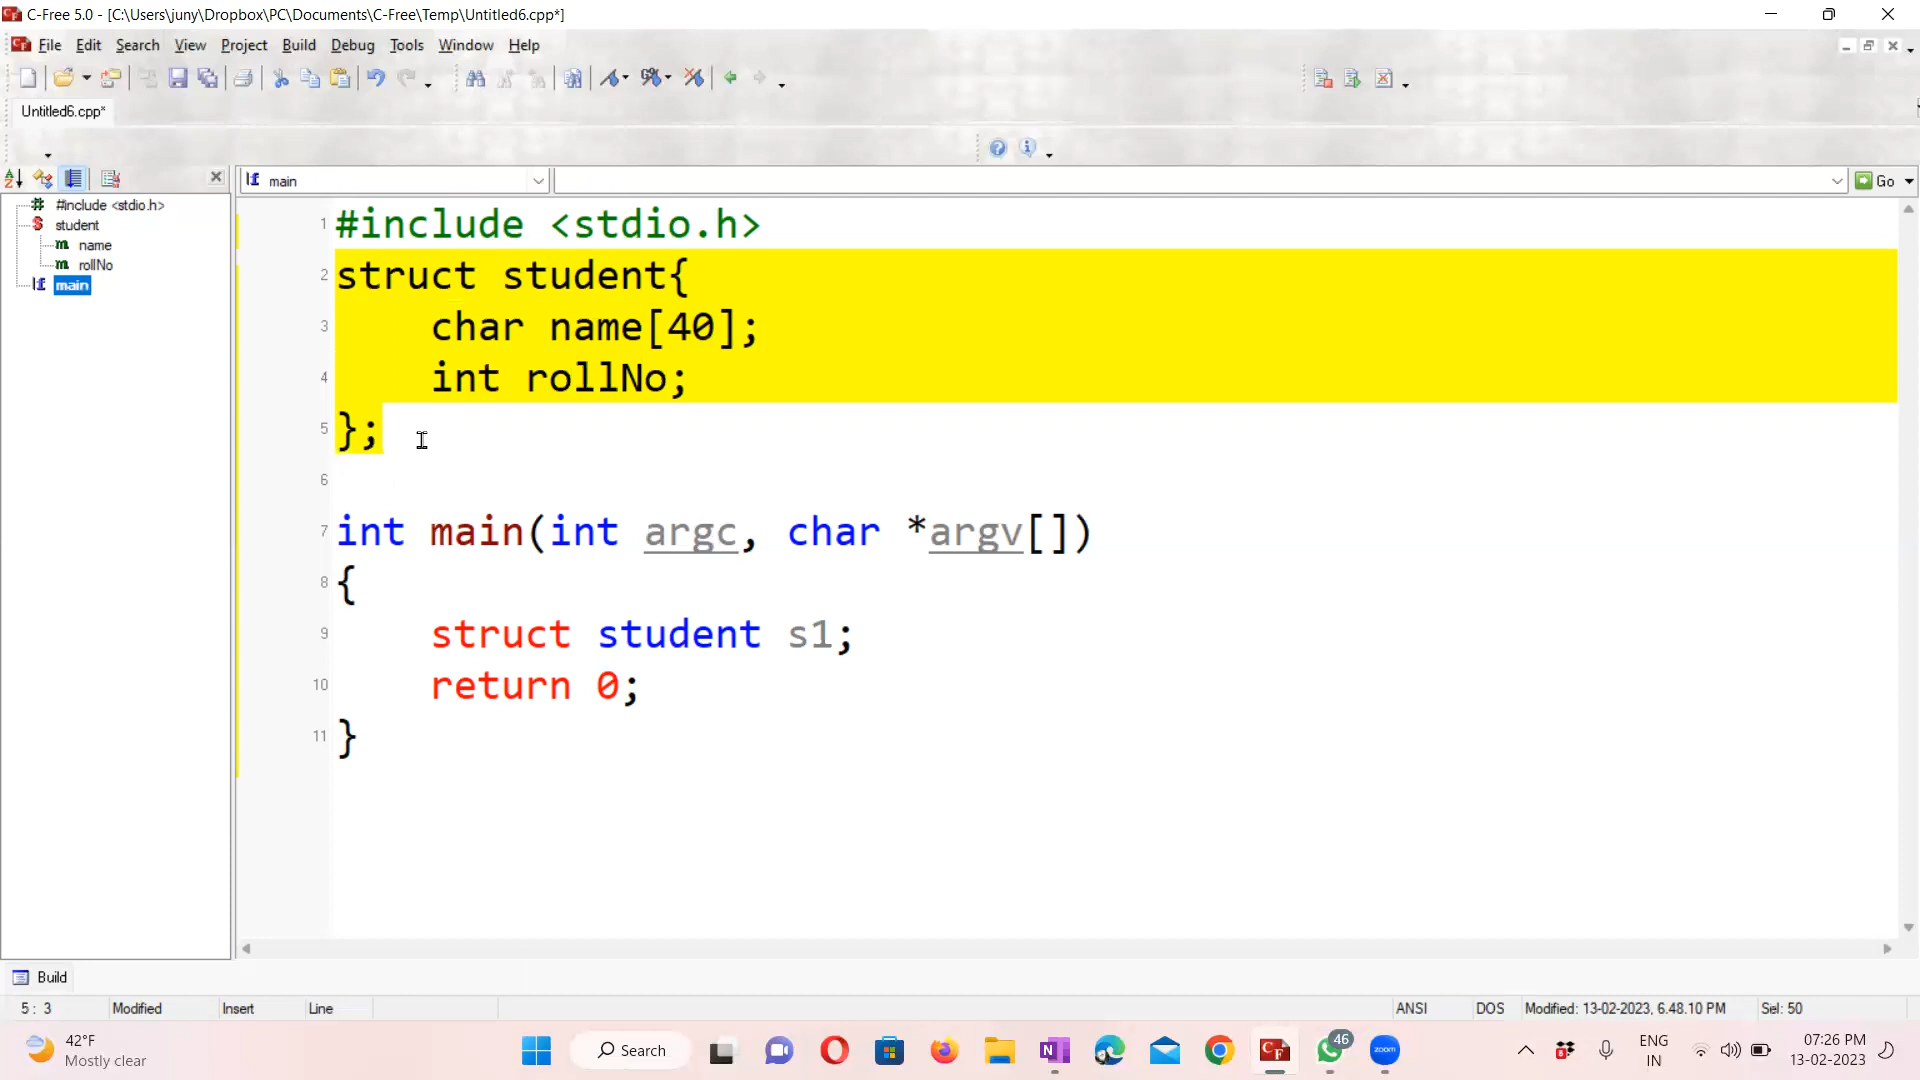 C-Free 5.0 - [C:\Users\juny\Dropbox\PC\Documents\C-Free\Temp\Untitled6.cpp*]
File Edit Search View Project Build Debug Tools Window Help
Untitled6.cpp*
main
Go
#include <stdio.h>
student
name
rollNo
main
1 #include <stdio.h>
2 struct student{
3 char name[40];
4 int rollNo;
5 };
6
7 int main(int argc, char *argv[])
8 {
9 struct student s1;
10 return 0;
11 }
Build
5 : 3 Modified Insert Line ANSI DOS Modified: 13-02-2023, 6.48.10 PM Sel: 50
42°F
Mostly clear
Search
46
zoom
ENG
IN
07:26 PM
13-02-2023